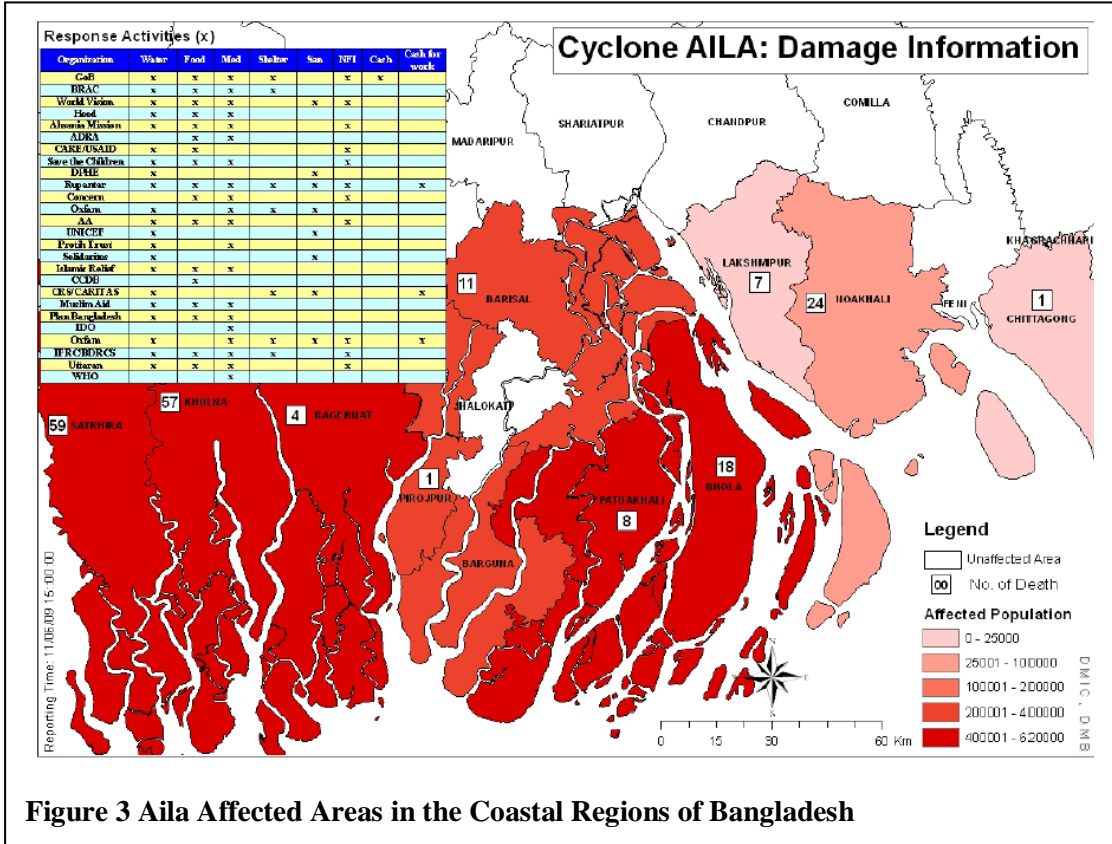 Response Activities (x)
Cyclone AILA: Damage Information
Organization Water Food Med Shelter San NFI Cash Cash for work
GoB x x x x x x
BRAC x x x x
World Vision x x x x x
Heed x x x
Ahsania Mission x x x x
ADRA x x
CARE/USAID x x x
Save the Children x x x x
DPHE x x
Rupantar x x x x x x x
Concern x x x
Oxfam x x x x
AA x x x x
UNICEF x x
Protib Trust x x
Solidarites x x
Islamic Relief x x x
CCDB x
CRS/CARITAS x x x x
Muslim Aid x x x
Plan Bangladesh x x x
IDO x
Oxfam x x x x x x
IFRC/BDRCS x x x x x
Uttaran x x x x
WHO x
MADARIPUR
SHARIATPUR
CHANDPUR
COMILLA
KHAGRACHHARI
LAKSHMIPUR
7
24 NOAKHALI
FENI
1
CHITTAGONG
11
BARISAL
JHALOKATI
59 SATKHIRA
57 KHULNA
4 BAGERHAT
1
PIROJPUR
BARGUNA
PATUAKHALI
8
18
BHOLA
Legend
Unaffected Area
00 No. of Death
Affected Population
0 - 25000
25001 - 100000
100001 - 200000
200001 - 400000
400001 - 620000
N
E
S
0 15 30 60 Km
Reporting Time: 11/06/09 15:00:00
DMIC, DMB
Figure 3 Aila Affected Areas in the Coastal Regions of Bangladesh